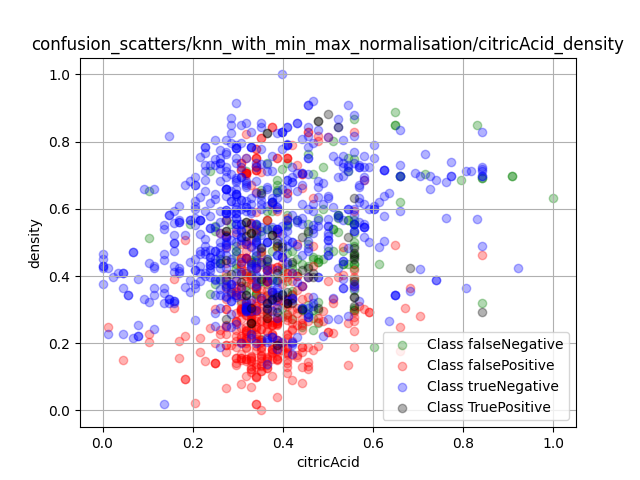 confusion_scatters/knn_with_min_max_normalisation/citricAcid_density
1.0
0.8
0.6
0.4
0.2
0.0
density
0.0 0.2 0.4 0.6 0.8 1.0
citricAcid
Class falseNegative
Class falsePositive
Class trueNegative
Class TruePositive